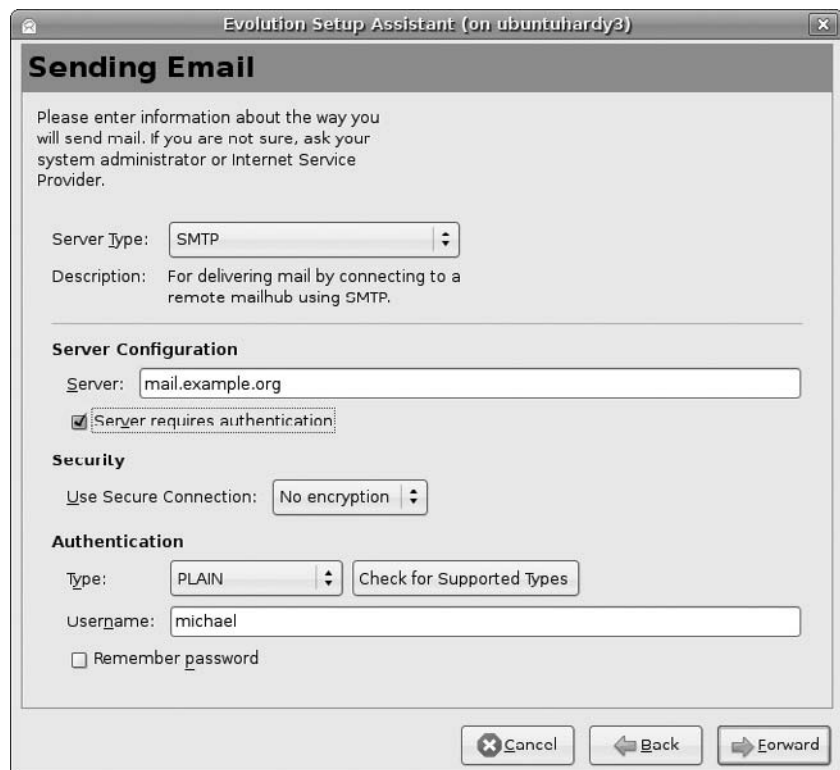 Evolution Setup Assistant (on ubuntuhardy3)
Sending Email
Please enter information about the way you
will send mail. If you are not sure, ask your
system administrator or Internet Service
Provider.
Server Type: SMTP
Description: For delivering mail by connecting to a
remote mailhub using SMTP.
Server Configuration
Server: mail.example.org
Server requires authentication
Security
Use Secure Connection: No encryption
Authentication
Type: PLAIN Check for Supported Types
Username: michael
Remember password
Cancel Back Forward